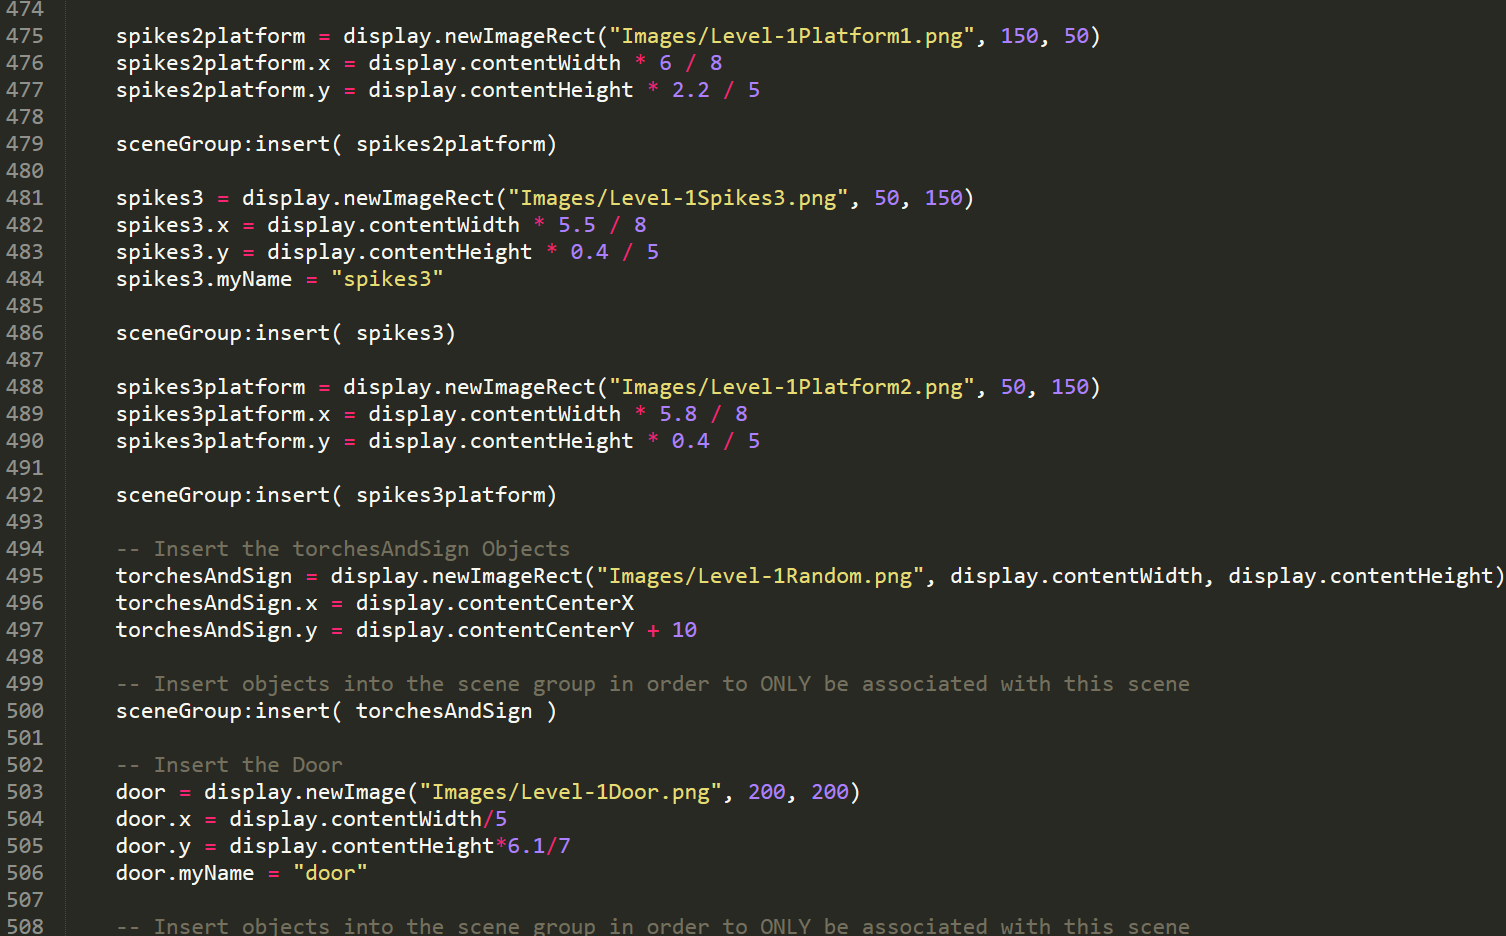 474
475 spikes2platform = display.newImageRect("Images/Level-1Platform1.png", 150, 50)
476 spikes2platform.x = display.contentWidth * 6 / 8
477 spikes2platform.y = display.contentHeight * 2.2 / 5
478
479 sceneGroup:insert( spikes2platform)
480
481 spikes3 = display.newImageRect("Images/Level-1Spikes3.png", 50, 150)
482 spikes3.x = display.contentWidth * 5.5 / 8
483 spikes3.y = display.contentHeight * 0.4 / 5
484 spikes3.myName = "spikes3"
485
486 sceneGroup:insert( spikes3)
487
488 spikes3platform = display.newImageRect("Images/Level-1Platform2.png", 50, 150)
489 spikes3platform.x = display.contentWidth * 5.8 / 8
490 spikes3platform.y = display.contentHeight * 0.4 / 5
491
492 sceneGroup:insert( spikes3platform)
493
494 -- Insert the torchesAndSign Objects
495 torchesAndSign = display.newImageRect("Images/Level-1Random.png", display.contentWidth, display.contentHeight)
496 torchesAndSign.x = display.contentCenterX
497 torchesAndSign.y = display.contentCenterY + 10
498
499 -- Insert objects into the scene group in order to ONLY be associated with this scene
500 sceneGroup:insert( torchesAndSign )
501
502 -- Insert the Door
503 door = display.newImage("Images/Level-1Door.png", 200, 200)
504 door.x = display.contentWidth/5
505 door.y = display.contentHeight*6.1/7
506 door.myName = "door"
507
508 -- Insert objects into the scene group in order to ONLY be associated with this scene